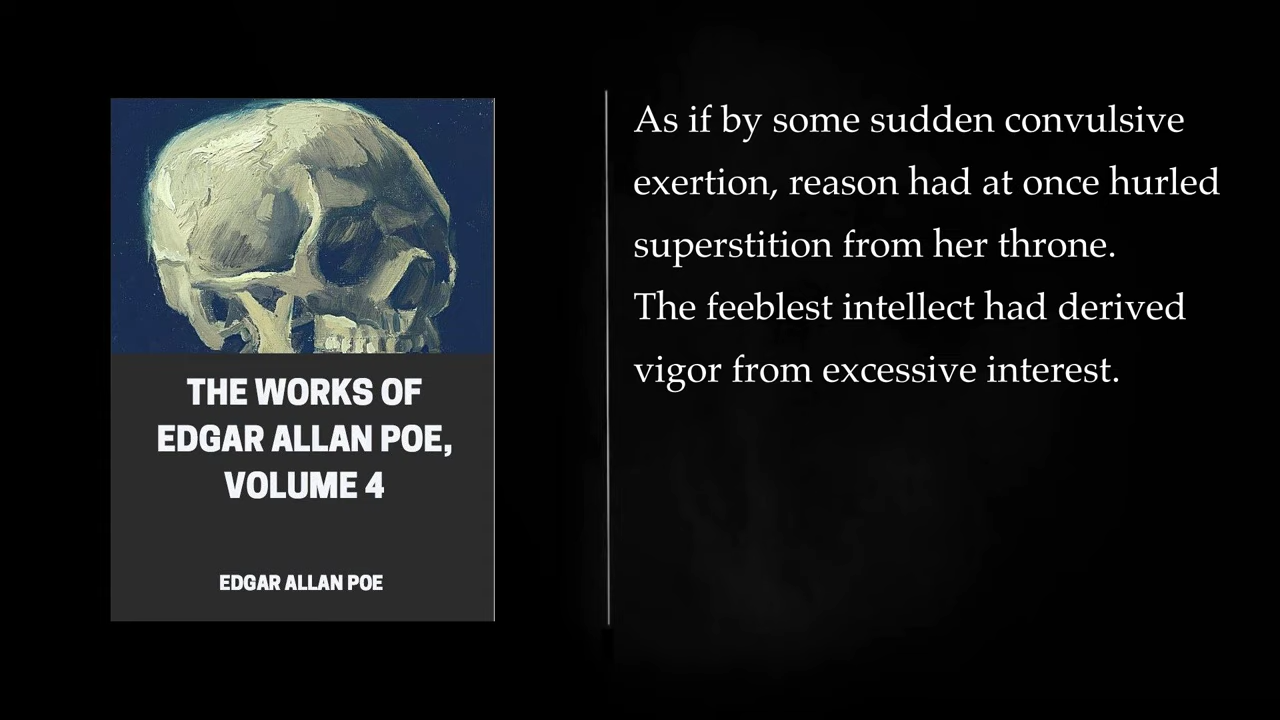 THE WORKS OF
EDGAR ALLAN POE,
VOLUME 4
EDGAR ALLAN POE
As if by some sudden convulsive
exertion, reason had at once hurled
superstition from her throne.
The feeblest intellect had derived
vigor from excessive interest.